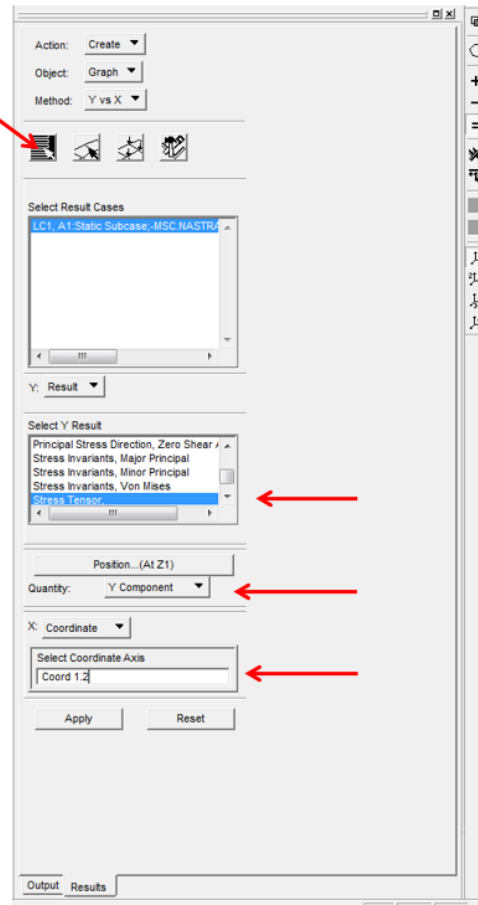 Action: Create
Object: Graph
Method: Y vs X
Select Result Cases
LC1, A1:Static Subcase;-MSC.NASTRA
Y: Result
Select Y Result
Principal Stress Direction, Zero Shear
Stress Invariants, Major Principal
Stress Invariants, Minor Principal
Stress Invariants, Von Mises
Stress Tensor,
Position...(At Z1)
Quantity: Y Component
X: Coordinate
Select Coordinate Axis
Coord 1.2
Apply Reset
Output Results